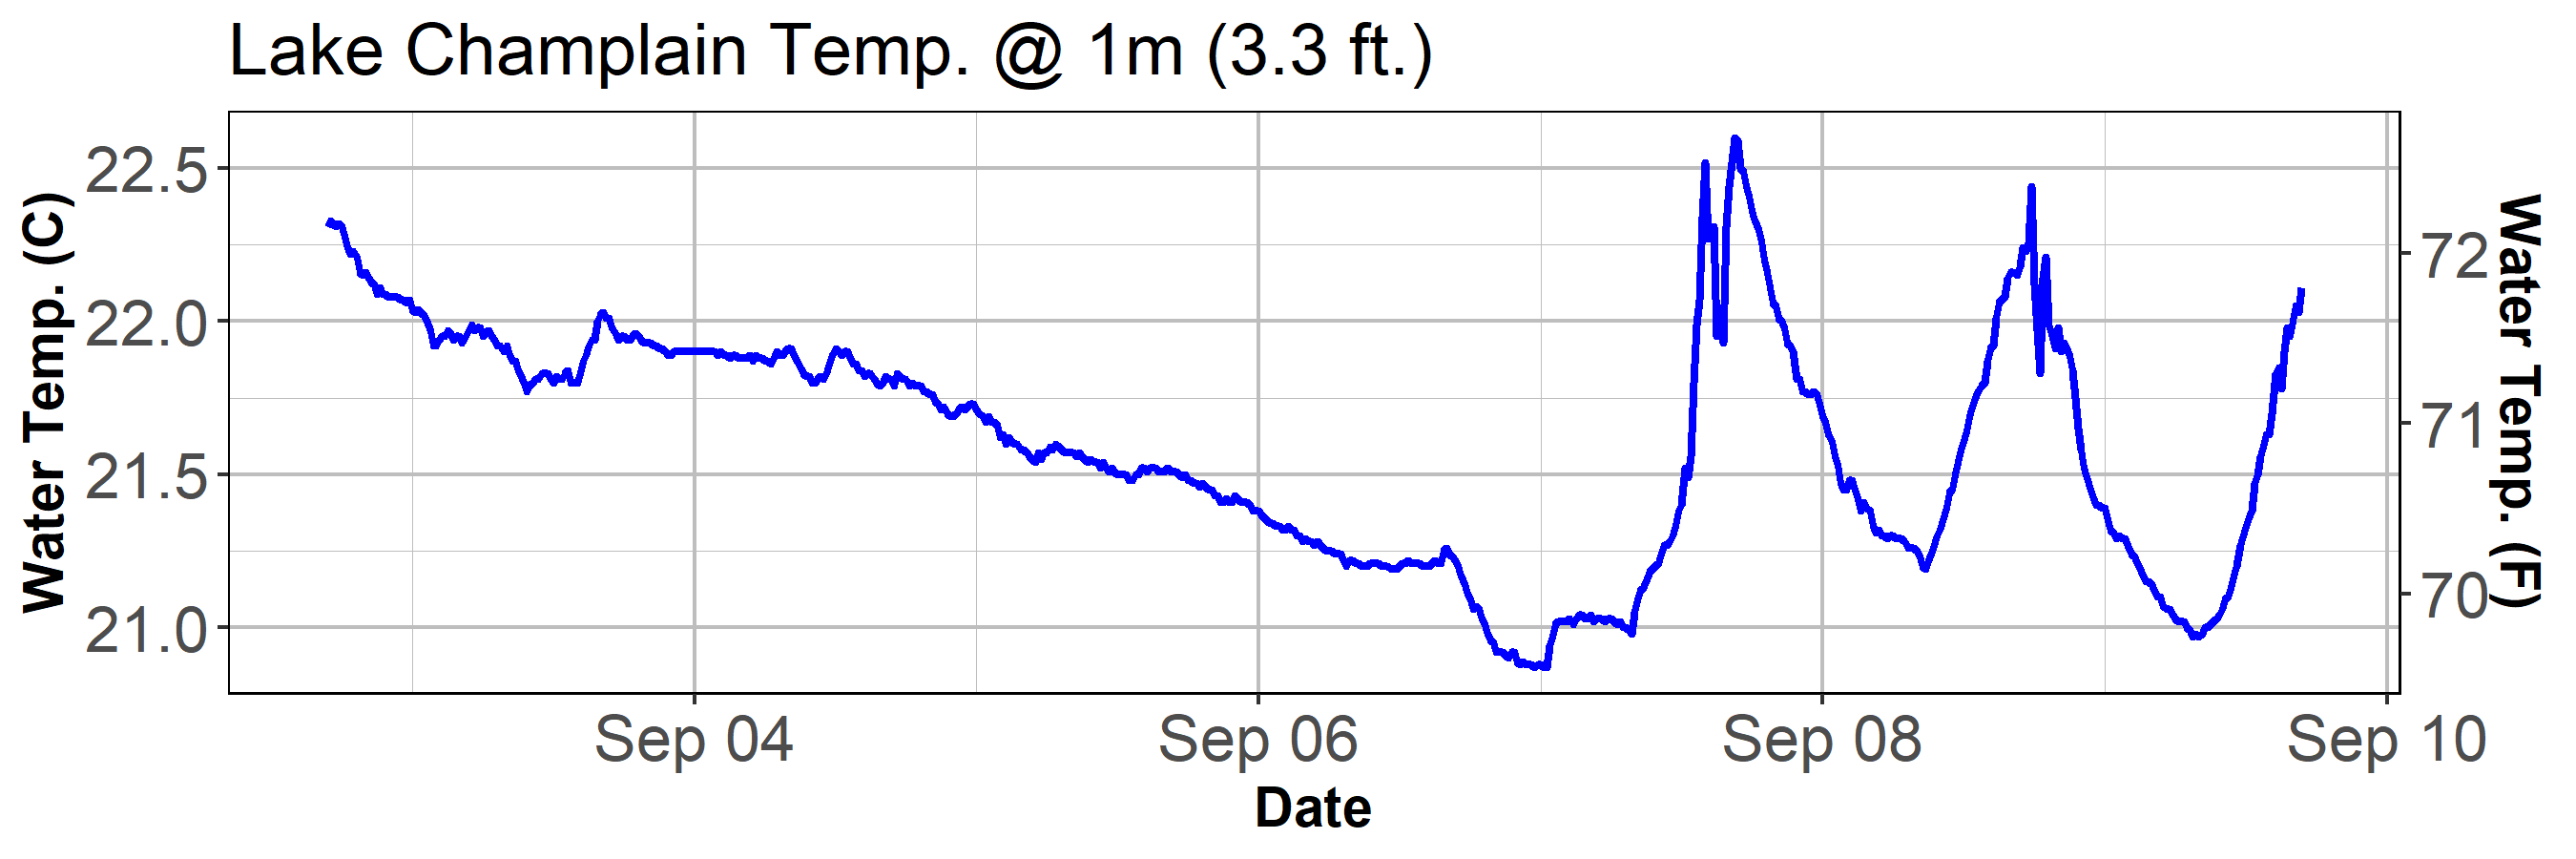 Lake Champlain Temp. @ 1m (3.3 ft.)
Water Temp. (C)
22.5
22.0
21.5
21.0
72
71
70
Water Temp. (F)
Sep 04 Sep 06 Sep 08 Sep 10
Date